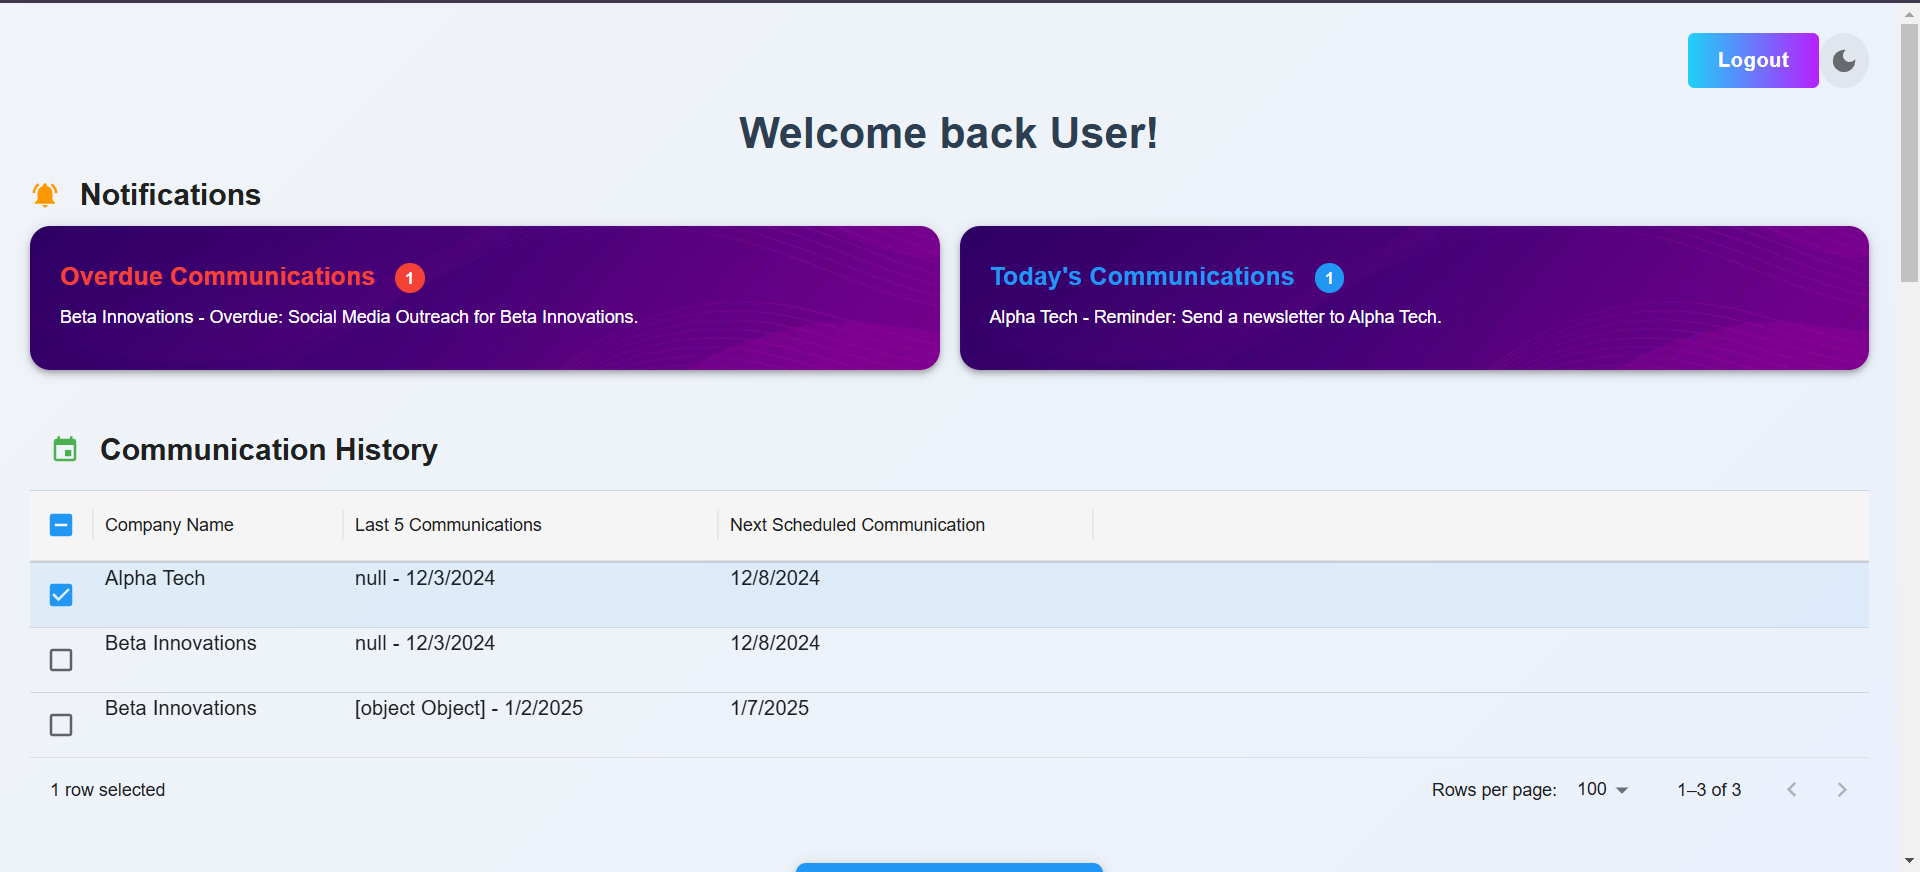 Logout
Welcome back User!
Notifications
Overdue Communications 1
Beta Innovations - Overdue: Social Media Outreach for Beta Innovations.
Today's Communications 1
Alpha Tech - Reminder: Send a newsletter to Alpha Tech.
Communication History
Company Name Last 5 Communications Next Scheduled Communication
Alpha Tech null - 12/3/2024 12/8/2024
Beta Innovations null - 12/3/2024 12/8/2024
Beta Innovations [object Object] - 1/2/2025 1/7/2025
1 row selected Rows per page: 100 1–3 of 3